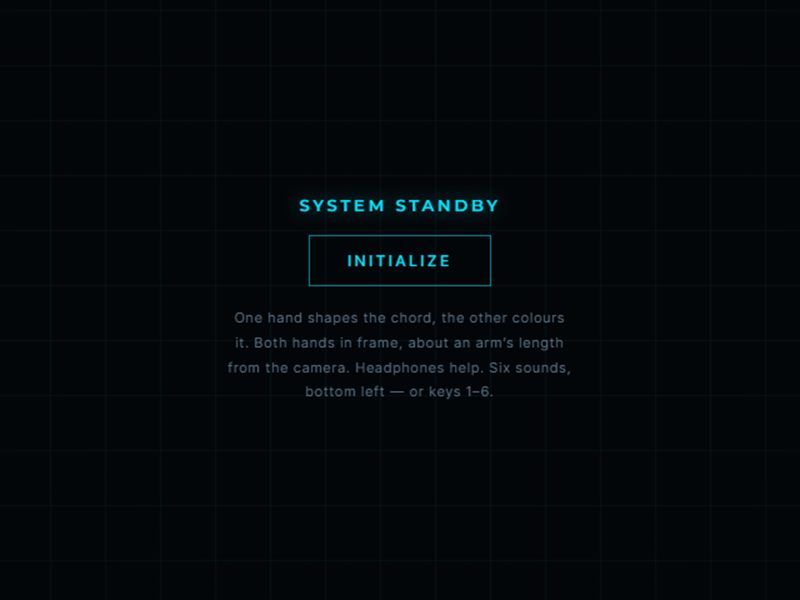 SYSTEM STANDBY
INITIALIZE
One hand shapes the chord, the other colours
it. Both hands in frame, about an arm's length
from the camera. Headphones help. Six sounds,
bottom left — or keys 1–6.